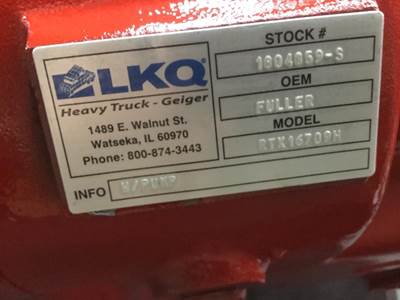 LKQ
Heavy Truck - Geiger
1489 E. Walnut St.
Watseka, IL 60970
Phone: 800-874-3443
STOCK #
1804059-S
OEM
FULLER
MODEL
RTX16709H
INFO W/PUMP